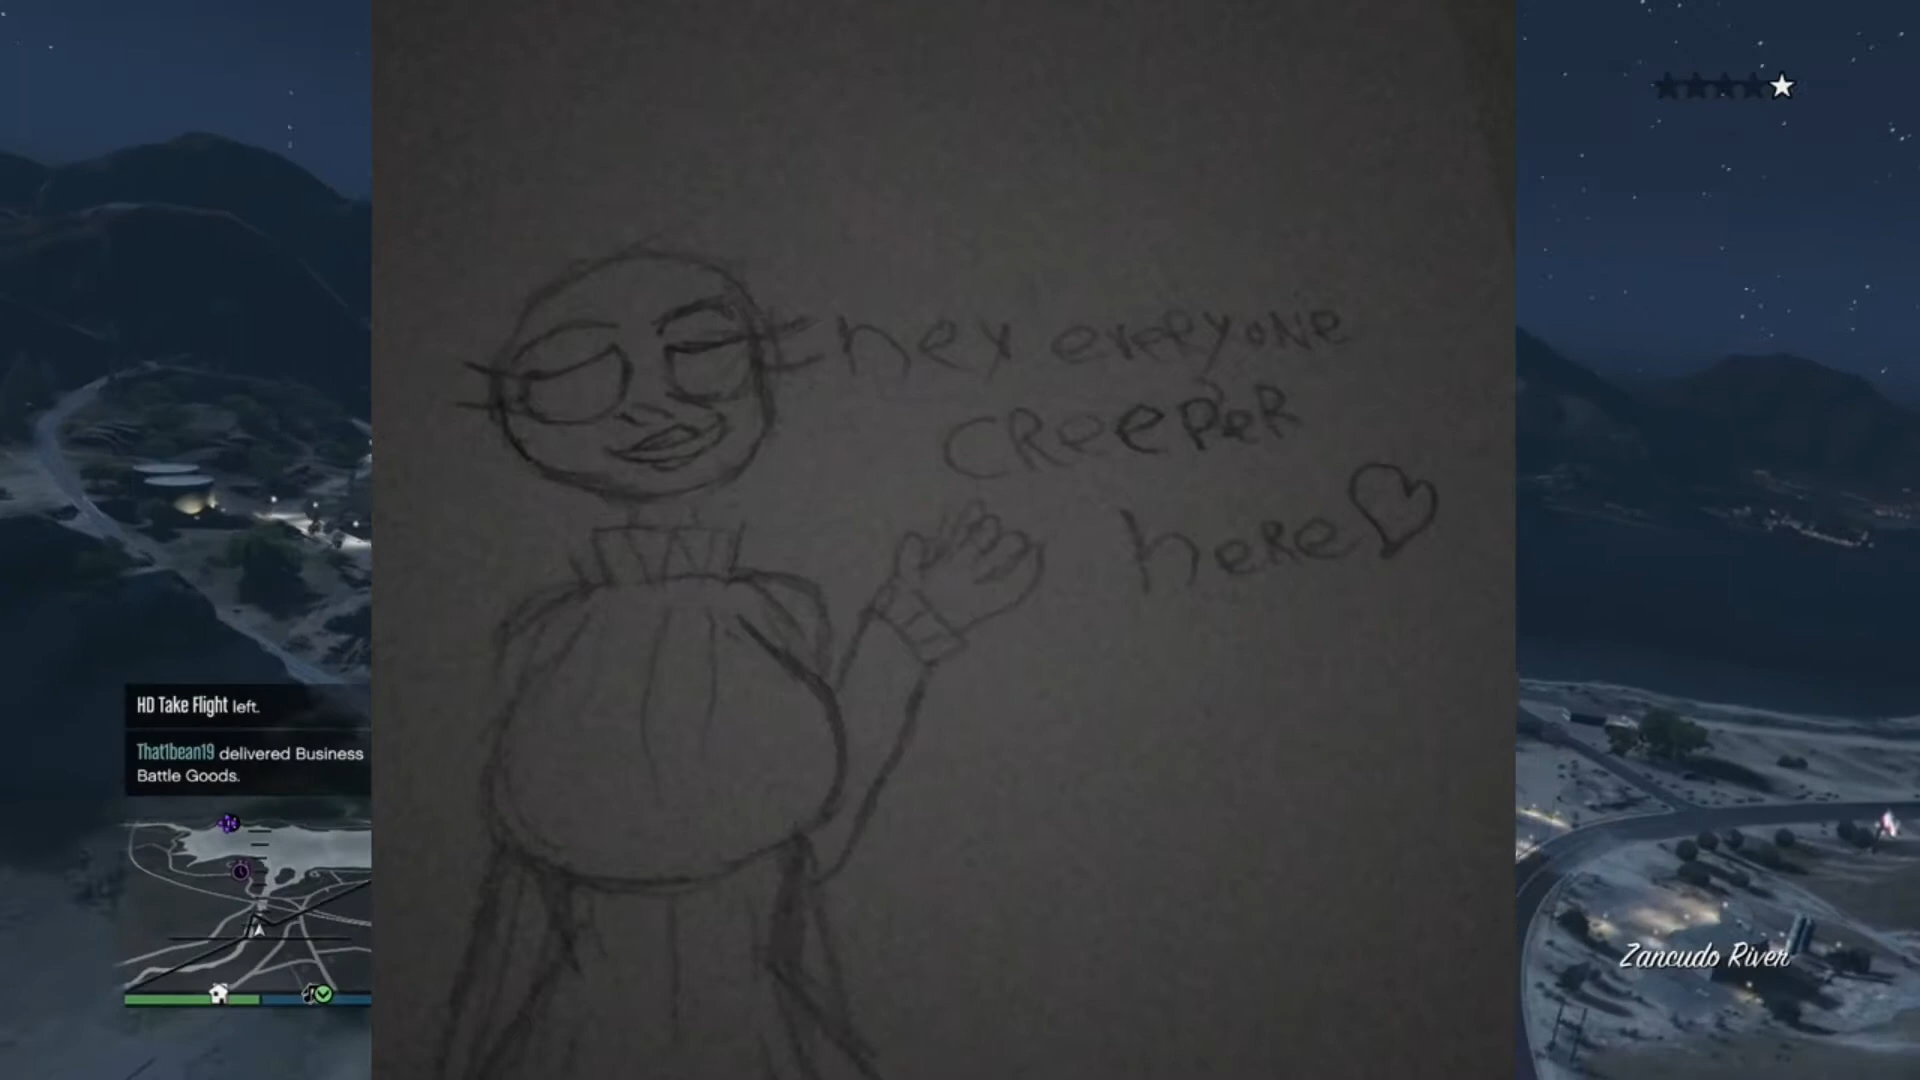 hey everyone
CReePeR
heRe
HD Take Flight left.
That1bean19 delivered Business
Battle Goods.
Zancudo River